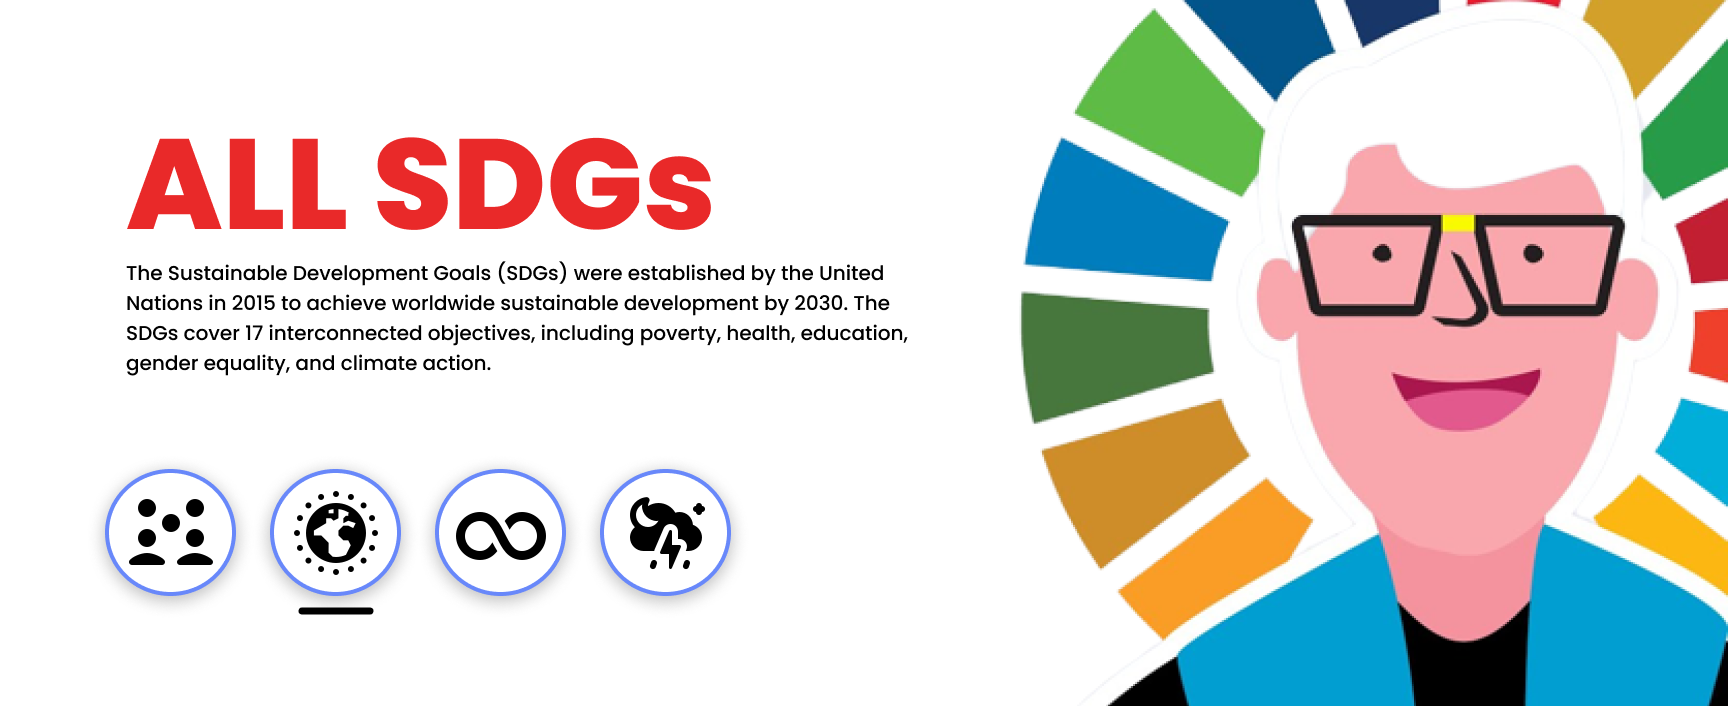 ALL SDGs
The Sustainable Development Goals (SDGs) were established by the United
Nations in 2015 to achieve worldwide sustainable development by 2030. The
SDGs cover 17 interconnected objectives, including poverty, health, education,
gender equality, and climate action.